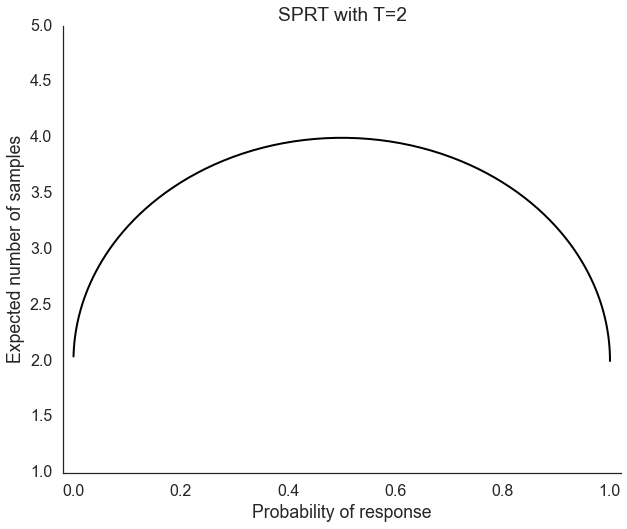 SPRT with T=2
5.0
4.5
4.0
3.5
3.0
2.5
2.0
1.5
1.0
Expected number of samples
0.0 0.2 0.4 0.6 0.8 1.0
Probability of response